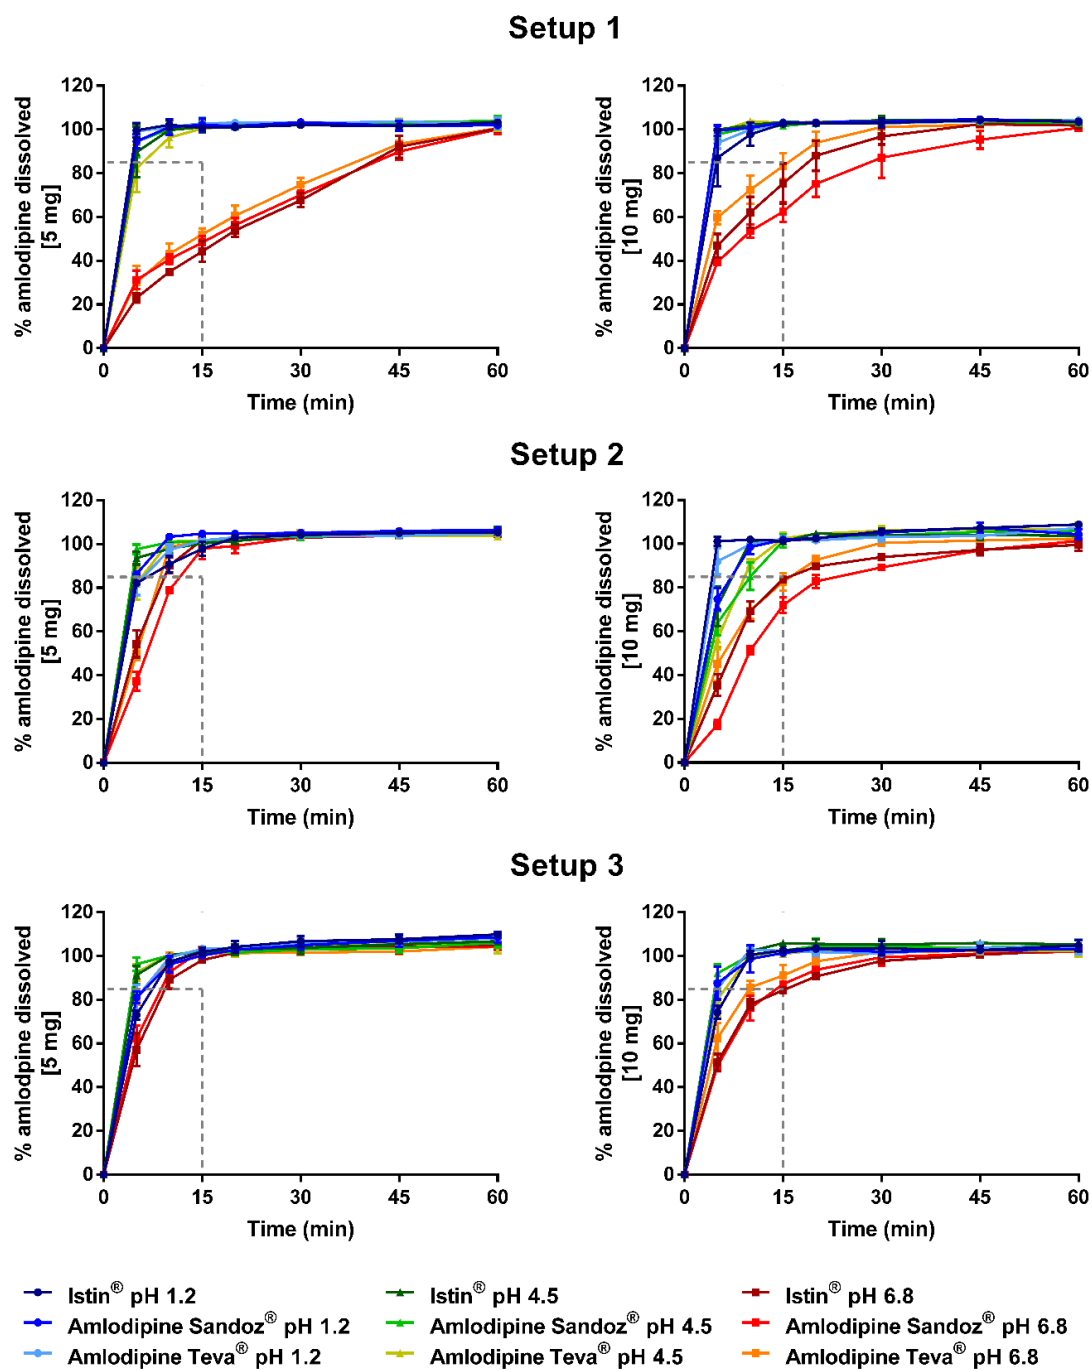 Setup 1
% amlodipine dissolved
[5 mg]
120
100
80
60
40
20
0
0 15 30 45 60
Time (min)
% amlodipine dissolved
[10 mg]
120
100
80
60
40
20
0
0 15 30 45 60
Time (min)
Setup 2
% amlodipine dissolved
[5 mg]
120
100
80
60
40
20
0
0 15 30 45 60
Time (min)
% amlodipine dissolved
[10 mg]
120
100
80
60
40
20
0
0 15 30 45 60
Time (min)
Setup 3
% amlodpine dissolved
[5 mg]
120
100
80
60
40
20
0
0 15 30 45 60
Time (min)
% amlodpine dissolved
[10 mg]
120
100
80
60
40
20
0
0 15 30 45 60
Time (min)
Istin® pH 1.2
Istin® pH 4.5
Istin® pH 6.8
Amlodipine Sandoz® pH 1.2
Amlodipine Sandoz® pH 4.5
Amlodipine Sandoz® pH 6.8
Amlodipine Teva® pH 1.2
Amlodipine Teva® pH 4.5
Amlodipine Teva® pH 6.8